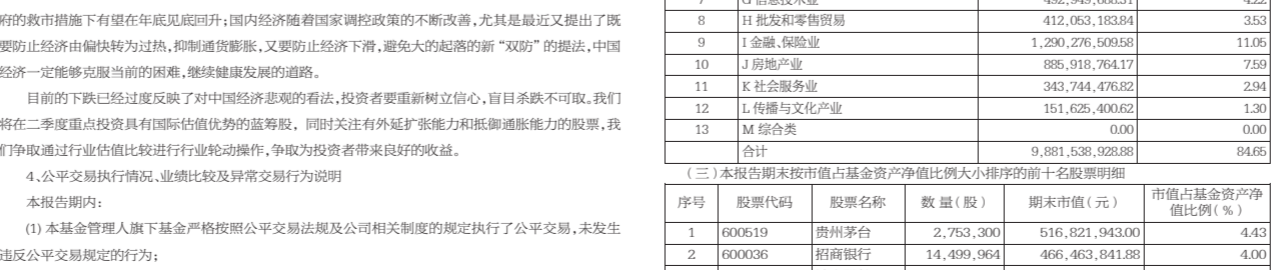 府的救市措施下有望在年底见底回升;国内经济随着国家调控政策的不断改善,尤其是最近又提出了既
要防止经济由偏快转为过热,抑制通货膨胀,又要防止经济下滑,避免大的起落的新“双防”的提法,中国
经济一定能够克服当前的困难,继续健康发展的道路。
目前的下跌已经过度反映了对中国经济悲观的看法,投资者要重新树立信心,盲目杀跌不可取。我们
将在二季度重点投资具有国际估值优势的蓝筹股,同时关注有外延扩张能力和抵御通胀能力的股票,我
们争取通过行业估值比较进行行业轮动操作,争取为投资者带来良好的收益。
4、公平交易执行情况、业绩比较及异常交易行为说明
本报告期内:
(1)本基金管理人旗下基金严格按照公平交易法规及公司相关制度的规定执行了公平交易,未发生
违反公平交易规定的行为;
7 G 信息技术业 492,949,688.51 4.22
8 H 批发和零售贸易 412,053,183.84 3.53
9 I 金融、保险业 1,290,276,509.58 11.05
10 J 房地产业 885,918,764.17 7.59
11 K 社会服务业 343,744,476.82 2.94
12 L 传播与文化产业 151,625,400.62 1.30
13 M 综合类 0.00 0.00
合计 9,881,538,928.88 84.65
(三)本报告期末按市值占基金资产净值比例大小排序的前十名股票明细
序号 股票代码 股票名称 数量(股) 期末市值(元) 市值占基金资产净
值比例(%)
1 600519 贵州茅台 2,753,300 516,821,943.00 4.43
2 600036 招商银行 14,499,964 466,463,841.88 4.00